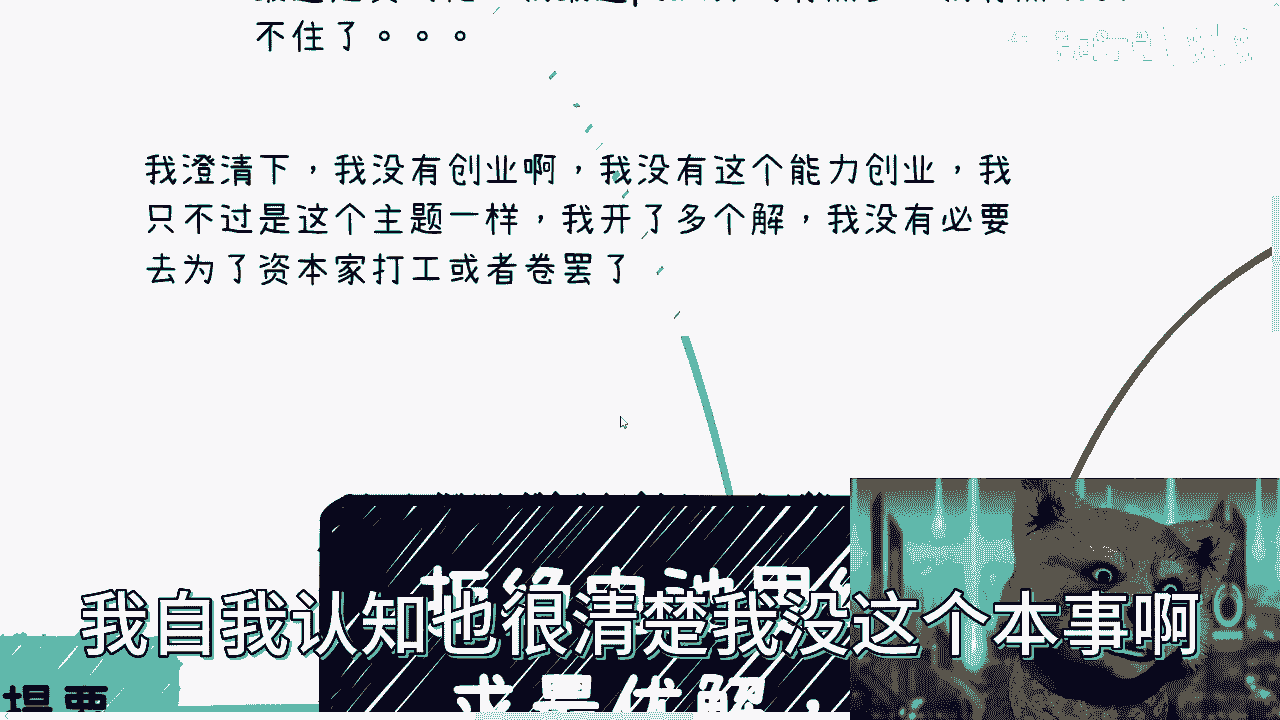 不住了。。。
我澄清下，我没有创业啊，我没有这个能力创业，我
只不过是这个主题一样，我开了多个解，我没有必要
去为了资本家打工或者卷罢了
我自我认知也很清楚我没这个本事啊
求最优解，
提要